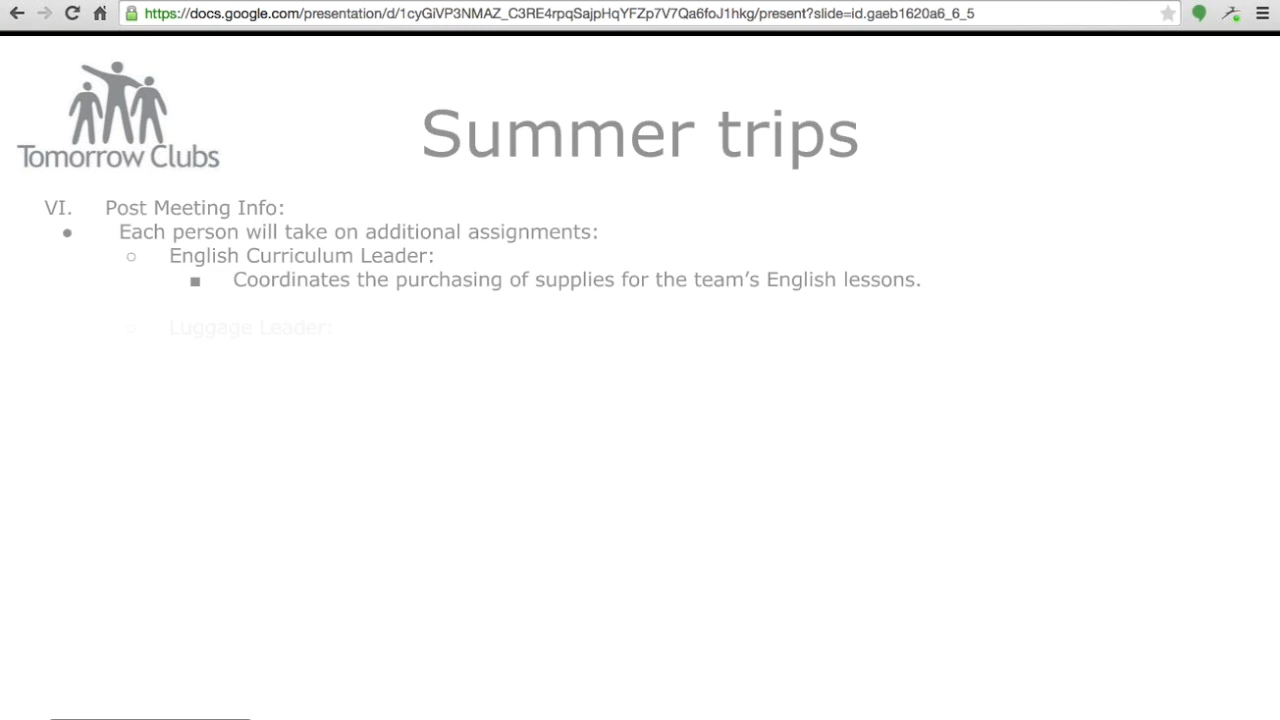 https://docs.google.com/presentation/d/1cyGiVP3NMAZ_C3RE4rpqSajpHqYFZp7V7Qa6foJ1hkg/present?slide=id.gaeb1620a6_6_5
Tomorrow Clubs
Summer trips
VI. Post Meeting Info:
● Each person will take on additional assignments:
○ English Curriculum Leader:
■ Coordinates the purchasing of supplies for the team’s English lessons.
○ Luggage Leader: